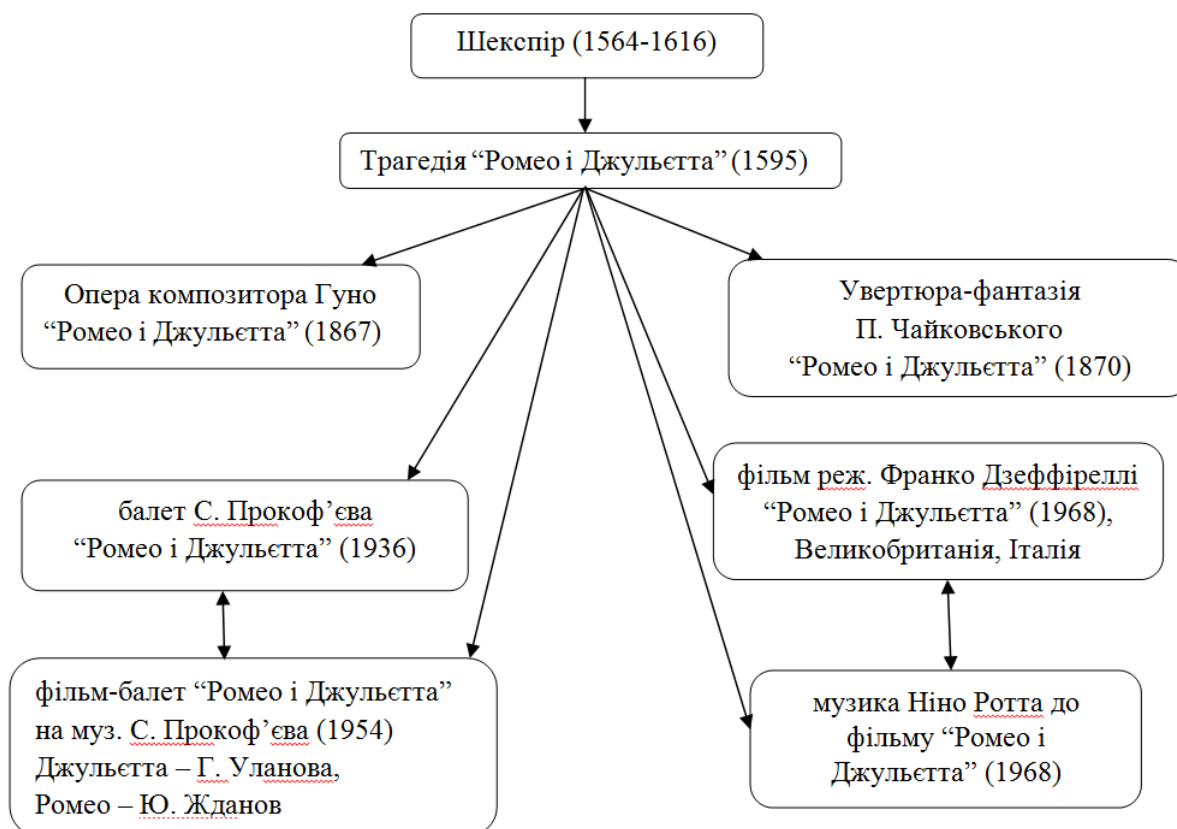 Шекспір (1564-1616)
Трагедія “Ромео і Джульєтта” (1595)
Опера композитора Гуно
“Ромео і Джульєтта” (1867)
Увертюра-фантазія
П. Чайковського
“Ромео і Джульєтта” (1870)
балет С. Прокоф’єва
“Ромео і Джульєтта” (1936)
фільм реж. Франко Дзеффіреллі
“Ромео і Джульєтта” (1968),
Великобританія, Італія
фільм-балет “Ромео і Джульєтта”
на муз. С. Прокоф’єва (1954)
Джульєтта – Г. Уланова,
Ромео – Ю. Жданов
музика Ніно Ротта до
фільму “Ромео і
Джульєтта” (1968)